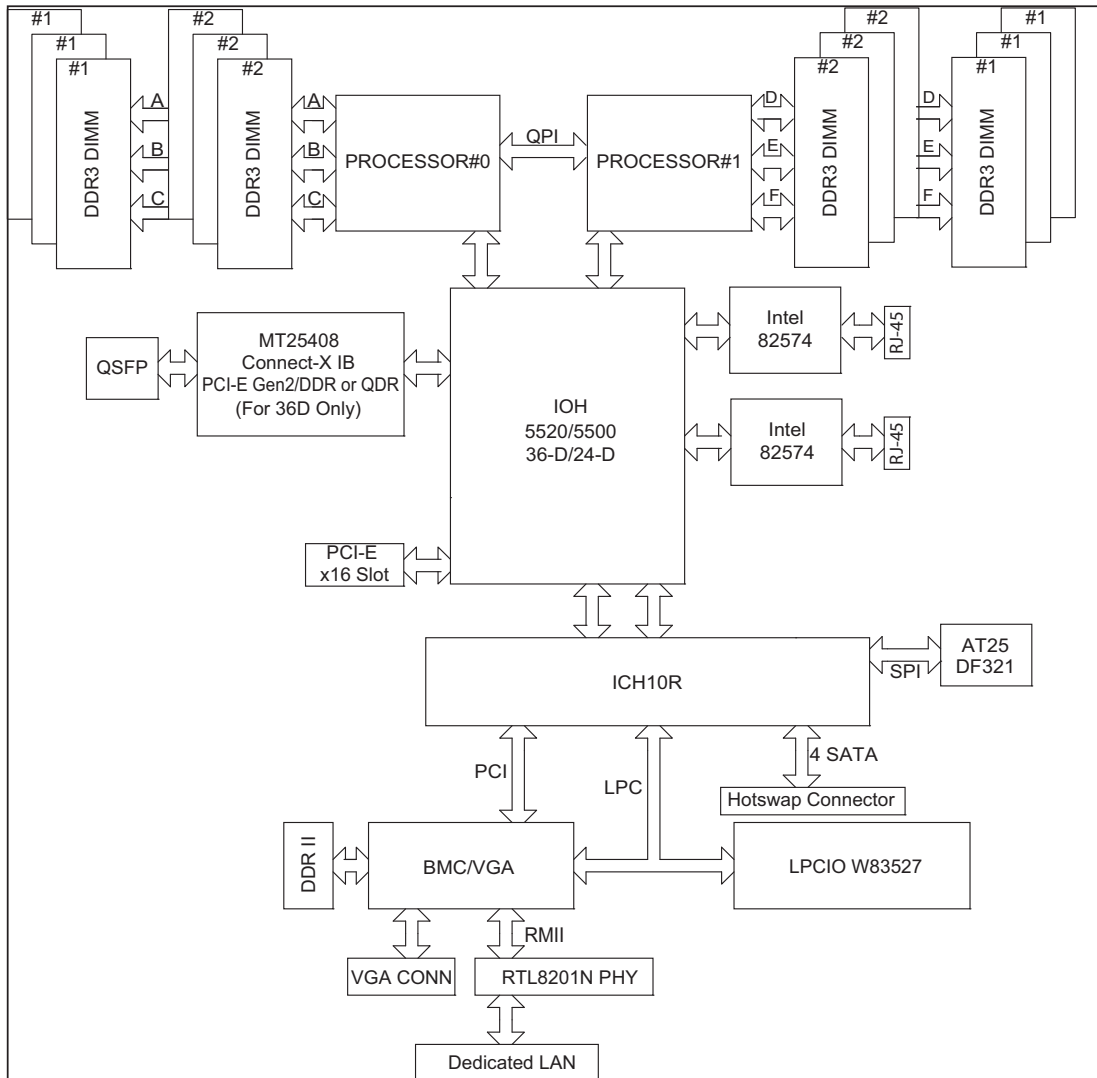 #1
#2
#2
#1
#1
#2
#2
#1
#1
#2
#2
#1
DDR3 DIMM
DDR3 DIMM
DDR3 DIMM
DDR3 DIMM
A
A
D
D
B
B
E
E
C
C
F
F
PROCESSOR#0
QPI
PROCESSOR#1
QSFP
MT25408
Connect-X IB
PCI-E Gen2/DDR or QDR
(For 36D Only)
IOH
5520/5500
36-D/24-D
Intel
82574
RJ-45
Intel
82574
RJ-45
PCI-E
x16 Slot
ICH10R
SPI
AT25
DF321
PCI
LPC
4 SATA
Hotswap Connector
DDR II
BMC/VGA
LPCIO W83527
RMII
VGA CONN
RTL8201N PHY
Dedicated LAN